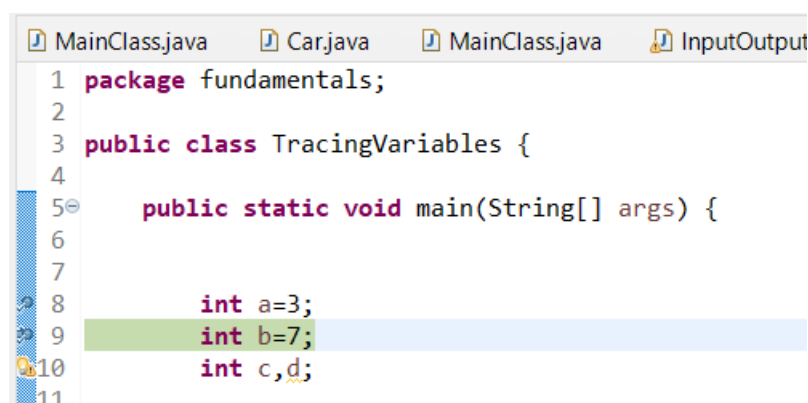 MainClass.java Car.java MainClass.java InputOutput
1 package fundamentals;
2
3 public class TracingVariables {
4
5 public static void main(String[] args) {
6
7
8 int a=3;
9 int b=7;
10 int c,d;
11